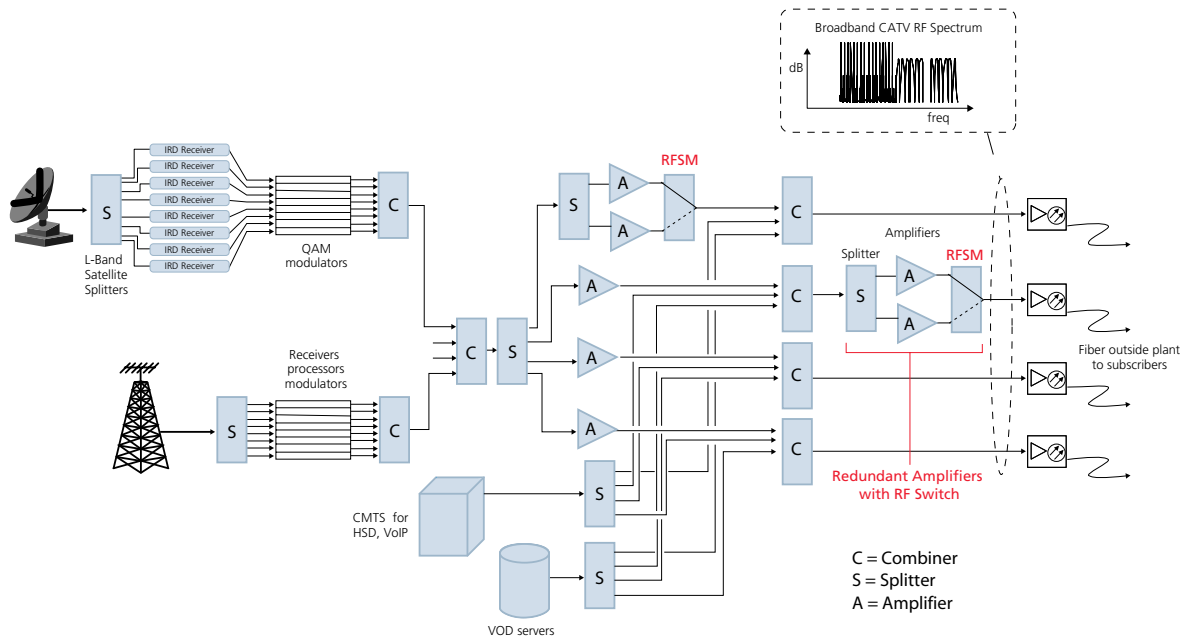 Broadband CATV RF Spectrum
dB
freq
IRD Receiver
IRD Receiver
IRD Receiver
IRD Receiver
IRD Receiver
IRD Receiver
IRD Receiver
IRD Receiver
S
L-Band
Satellite
Splitters
QAM
modulators
C
S
A
A
RFSM
C
Amplifiers
Splitter
RFSM
S
A
A
A
C
C
S
Receivers
processors
modulators
A
C
Fiber outside plant
to subscribers
S
C
A
C
Redundant Amplifiers
with RF Switch
CMTS for
HSD, VoIP
S
S
VOD servers
C = Combiner
S = Splitter
A = Amplifier